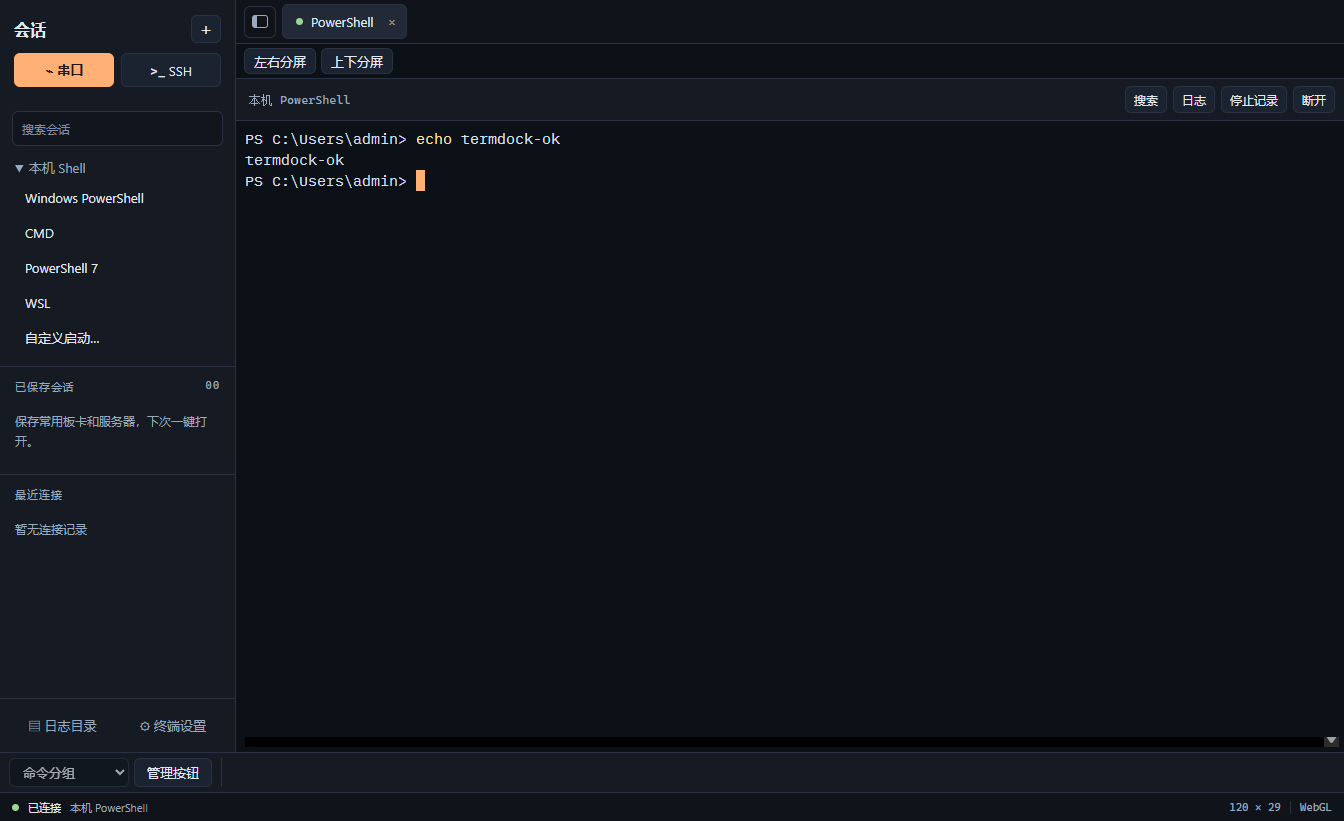 会话
+
串口
>_ SSH
搜索会话
本机 Shell
Windows PowerShell
CMD
PowerShell 7
WSL
自定义启动...
已保存会话 00
保存常用板卡和服务器，下次一键打
开。
最近连接
暂无连接记录
日志目录
终端设置
PowerShell ×
左右分屏 上下分屏
本机 PowerShell
搜索 日志 停止记录 断开
PS C:\Users\admin> echo termdock-ok
termdock-ok
PS C:\Users\admin>
命令分组 管理按钮
已连接 本机 PowerShell
120 × 29 WebGL